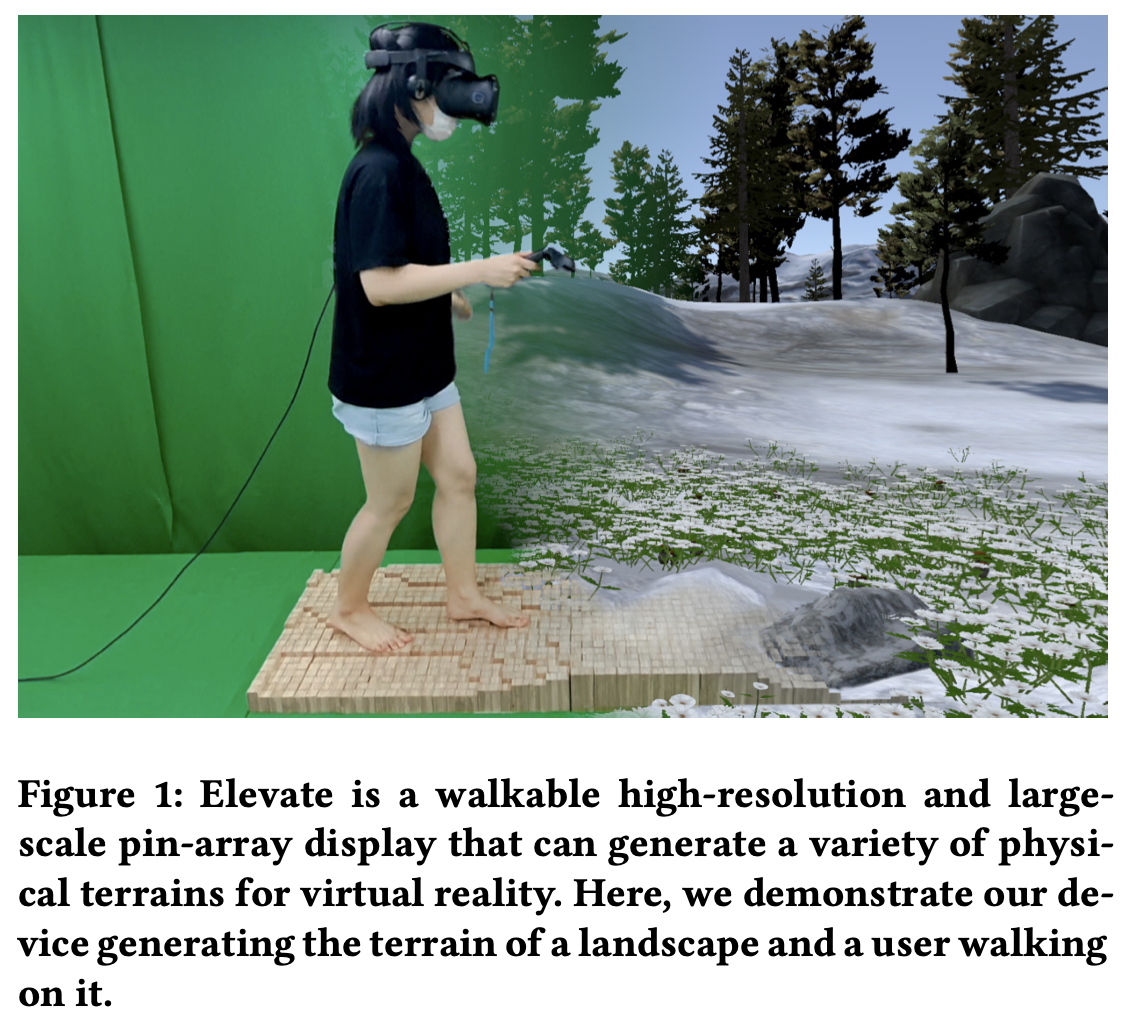 Figure 1: Elevate is a walkable high-resolution and large-
scale pin-array display that can generate a variety of physi-
cal terrains for virtual reality. Here, we demonstrate our de-
vice generating the terrain of a landscape and a user walking
on it.